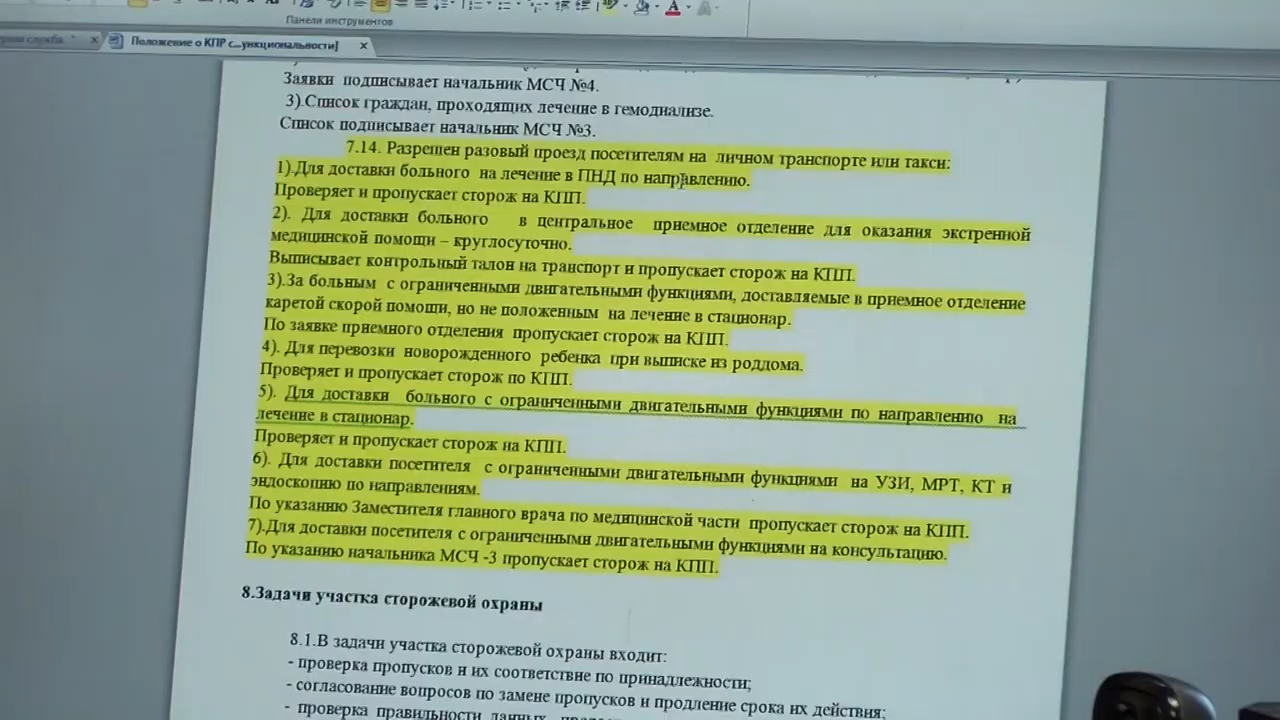 Панели инструментов
служба.
Положение о КПР с...ункциональности]
Заявки подписывает начальник МСЧ №4.
3).Список граждан, проходящих лечение в гемодиализе.
Список подписывает начальник МСЧ №3.
7.14. Разрешен разовый проезд посетителям на личном транспорте или такси:
1).Для доставки больного на лечение в ПНД по направлению.
Проверяет и пропускает сторож на КПП.
2). Для доставки больного в центральное приемное отделение для оказания экстренной
медицинской помощи – круглосуточно.
Выписывает контрольный талон на транспорт и пропускает сторож на КПП.
3).За больным с ограниченными двигательными функциями, доставляемые в приемное отделение
каретой скорой помощи, но не положенным на лечение в стационар.
По заявке приемного отделения пропускает сторож на КПП.
4). Для перевозки новорожденного ребенка при выписке из роддома.
Проверяет и пропускает сторож по КПП.
5). Для доставки больного с ограниченными двигательными функциями по направлению на
лечение в стационар.
Проверяет и пропускает сторож на КПП.
6). Для доставки посетителя с ограниченными двигательными функциями на УЗИ, МРТ, КТ и
эндоскопию по направлениям.
По указанию Заместителя главного врача по медицинской части пропускает сторож на КПП.
7).Для доставки посетителя с ограниченными двигательными функциями на консультацию.
По указанию начальника МСЧ -3 пропускает сторож на КПП.
8.Задачи участка сторожевой охраны
8.1.В задачи участка сторожевой охраны входит:
- проверка пропусков и их соответствие по принадлежности;
- согласование вопросов по замене пропусков и продление срока их действия;
- проверка правильности данных,